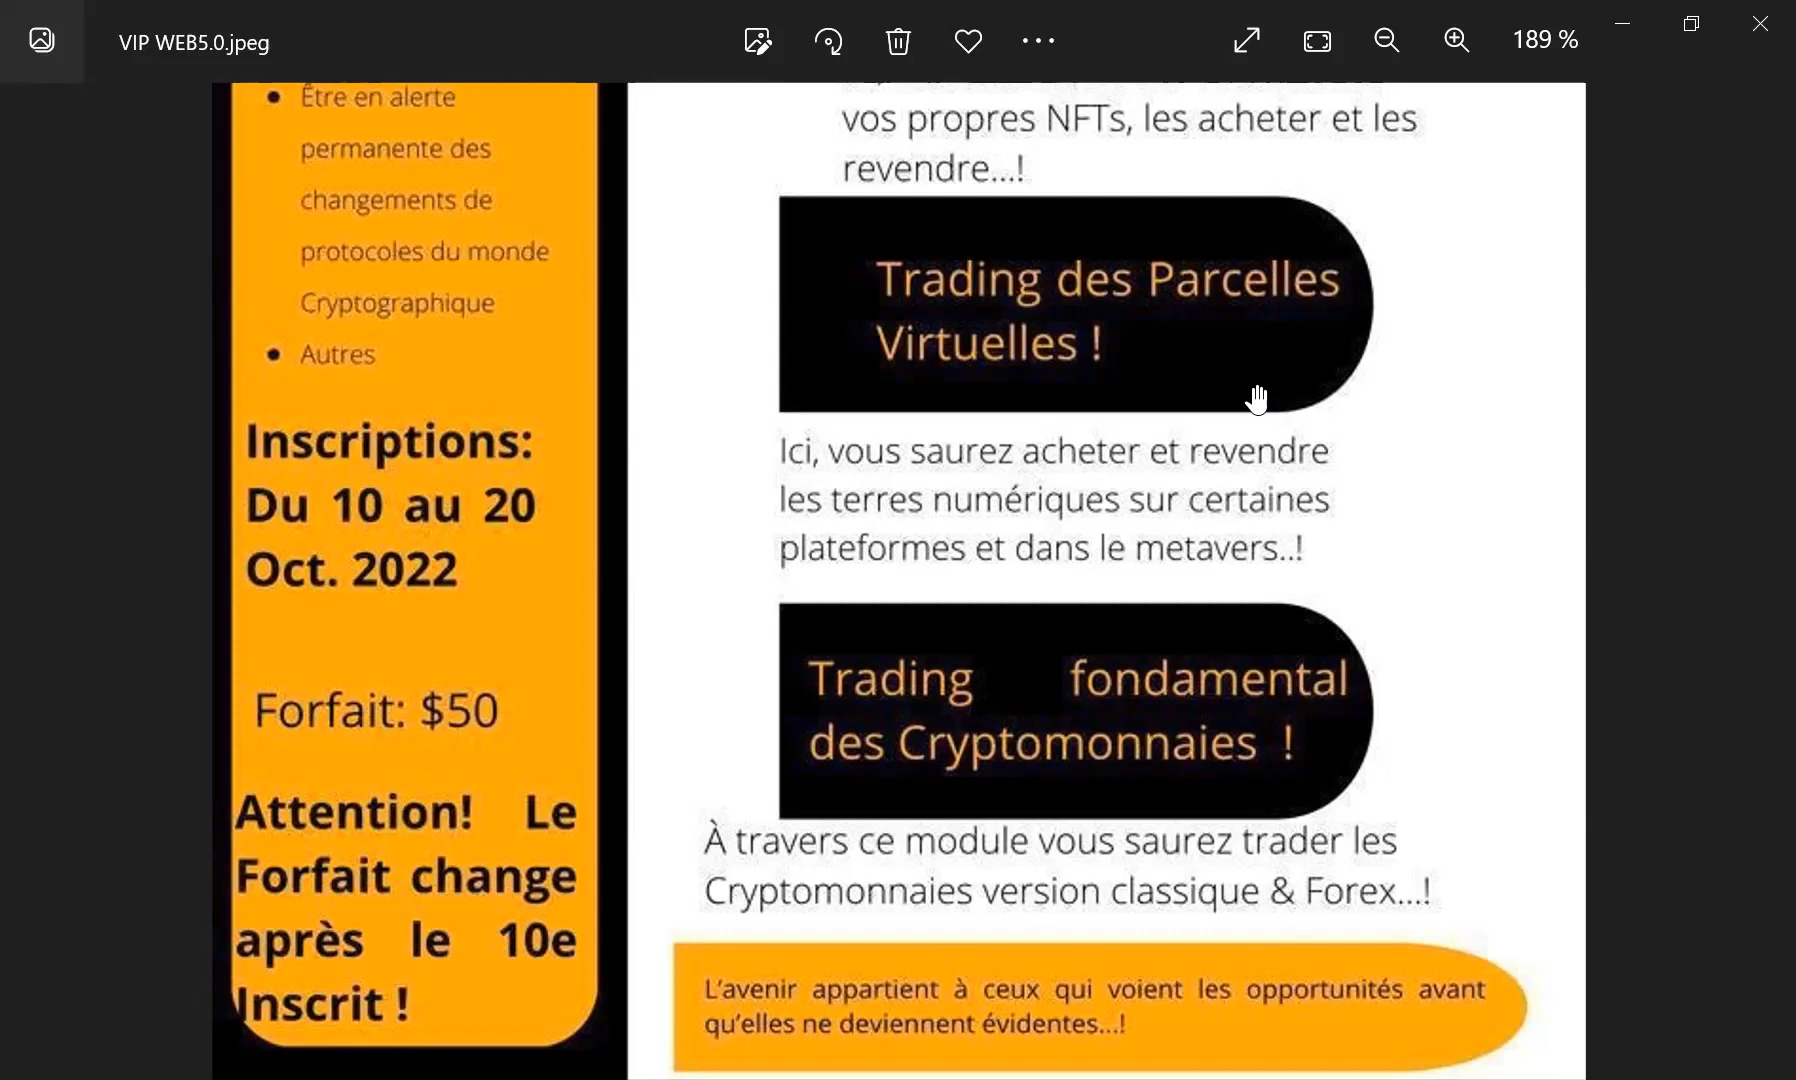 VIP WEB5.0.jpeg
189 %
Être en alerte
permanente des
changements de
protocoles du monde
Cryptographique
Autres
Inscriptions:
Du 10 au 20
Oct. 2022
Forfait: $50
Attention! Le
Forfait change
après le 10e
Inscrit !
vos propres NFTs, les acheter et les
revendre...!
Trading des Parcelles
Virtuelles !
Ici, vous saurez acheter et revendre
les terres numériques sur certaines
plateformes et dans le metavers..!
Trading fondamental
des Cryptomonnaies !
À travers ce module vous saurez trader les
Cryptomonnaies version classique & Forex...!
L'avenir appartient à ceux qui voient les opportunités avant
qu'elles ne deviennent évidentes...!